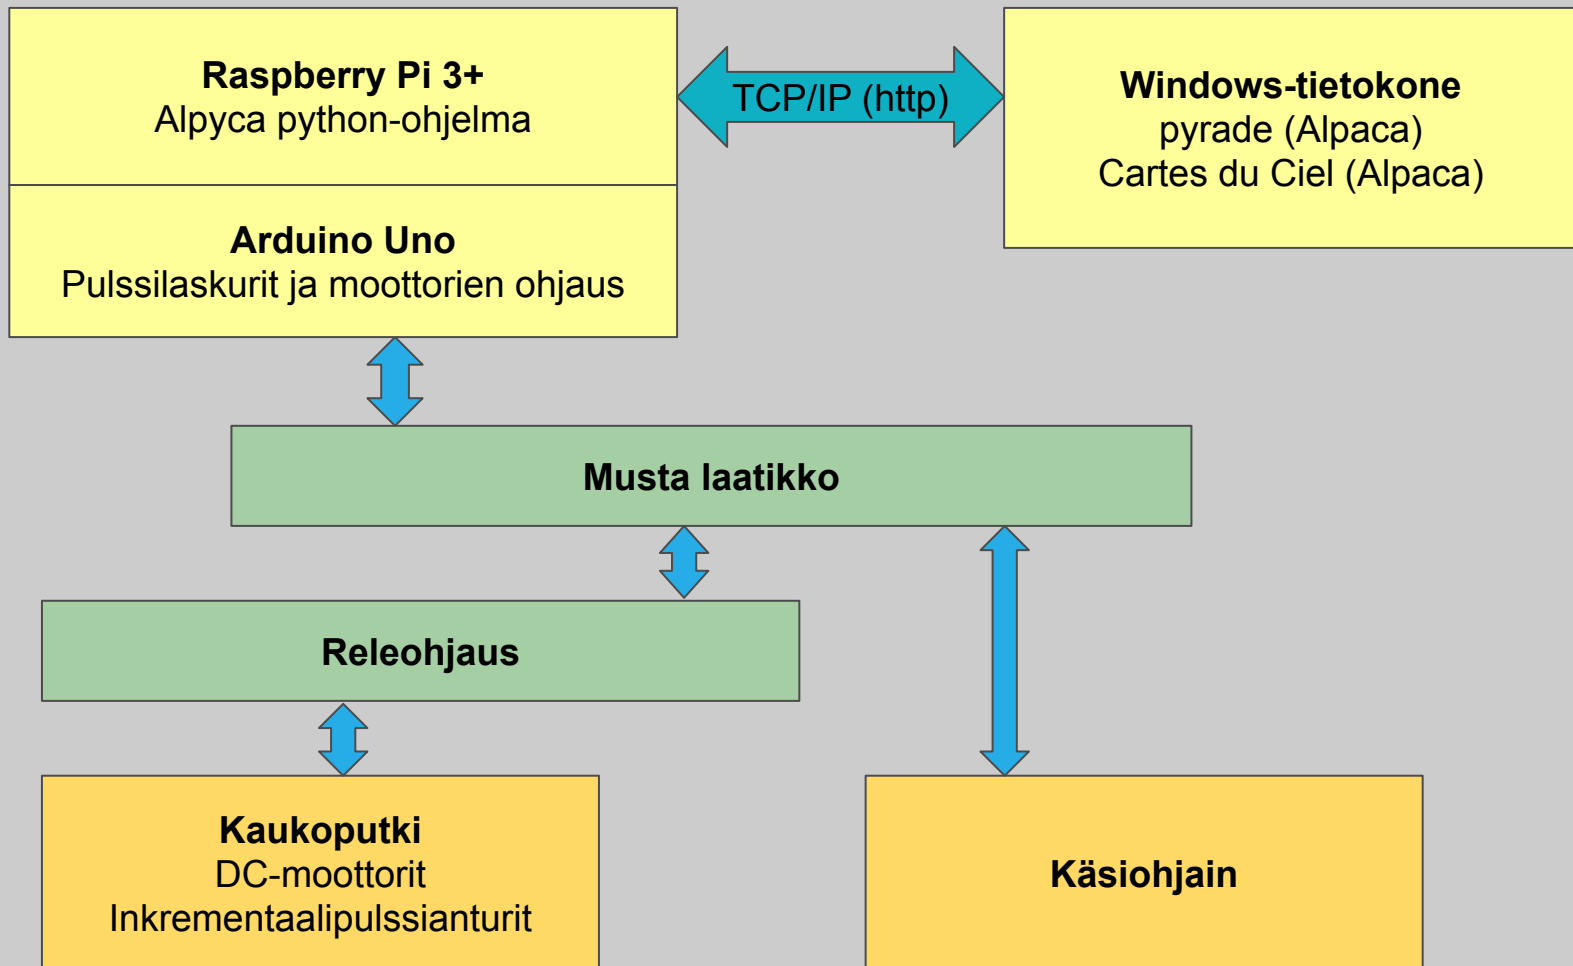 Raspberry Pi 3+
Alpyca python-ohjelma
TCP/IP (http)
Windows-tietokone
pyrade (Alpaca)
Cartes du Ciel (Alpaca)
Arduino Uno
Pulssilaskurit ja moottorien ohjaus
Musta laatikko
Releohjaus
Kaukoputki
DC-moottorit
Inkrementaalipulssianturit
Käsiohjain